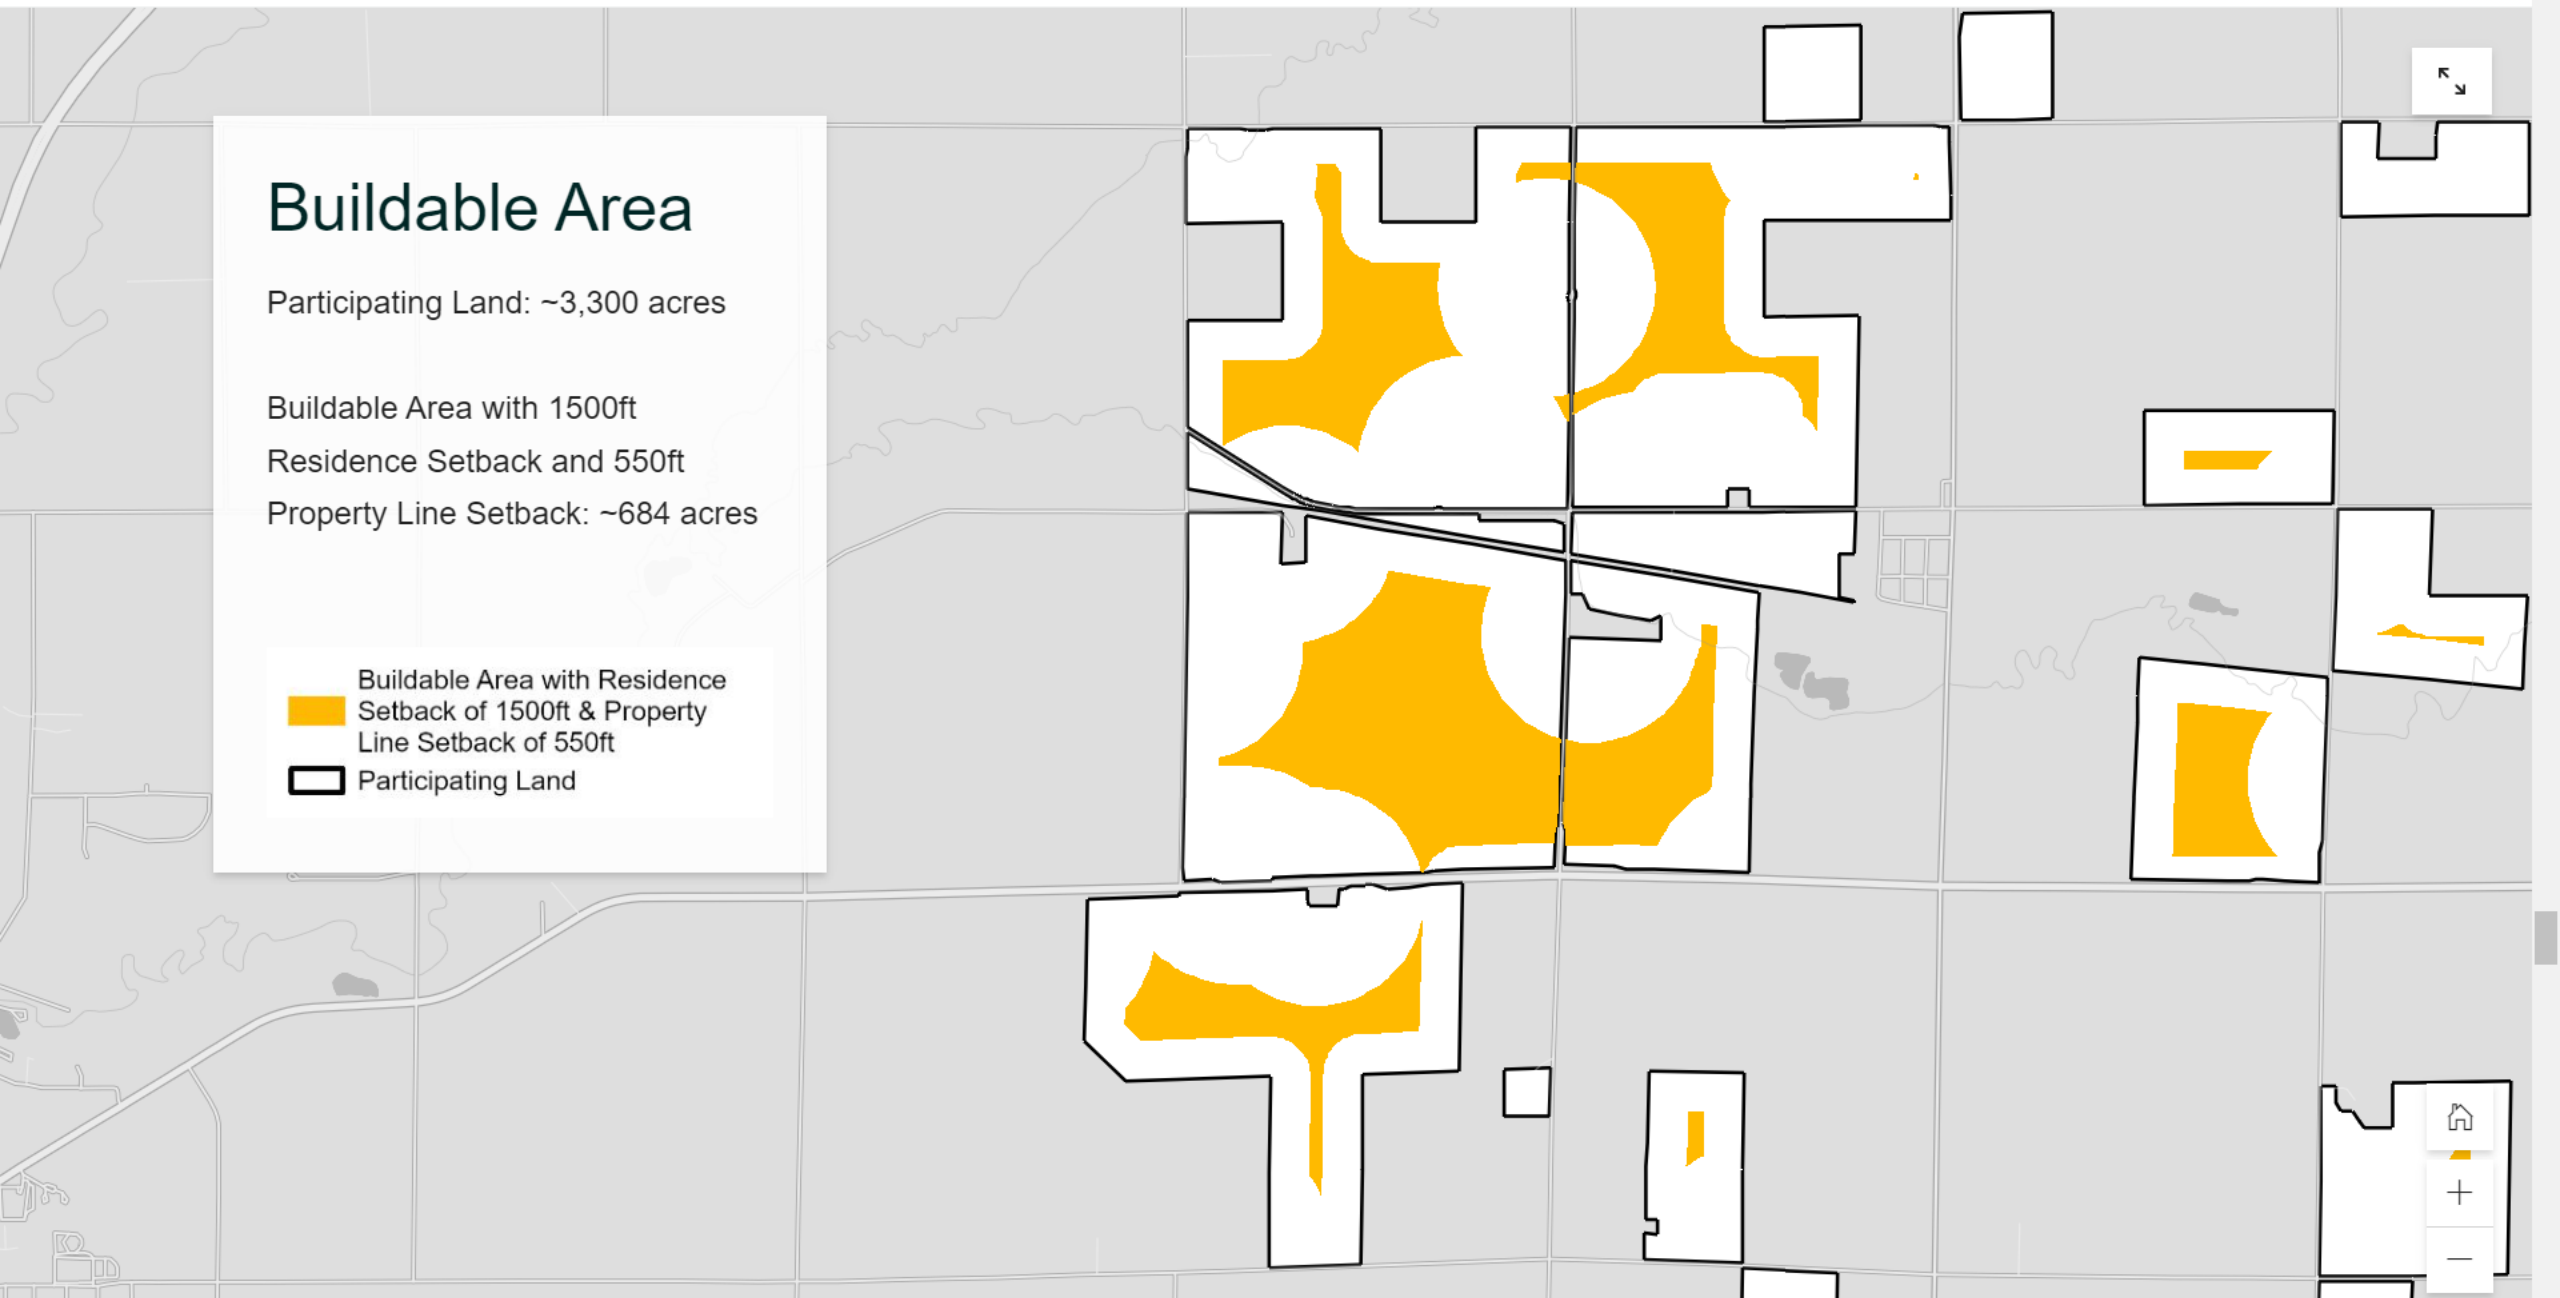 Buildable Area
Participating Land: ~3,300 acres
Buildable Area with 1500ft
Residence Setback and 550ft
Property Line Setback: ~684 acres
Buildable Area with Residence
Setback of 1500ft & Property
Line Setback of 550ft
Participating Land